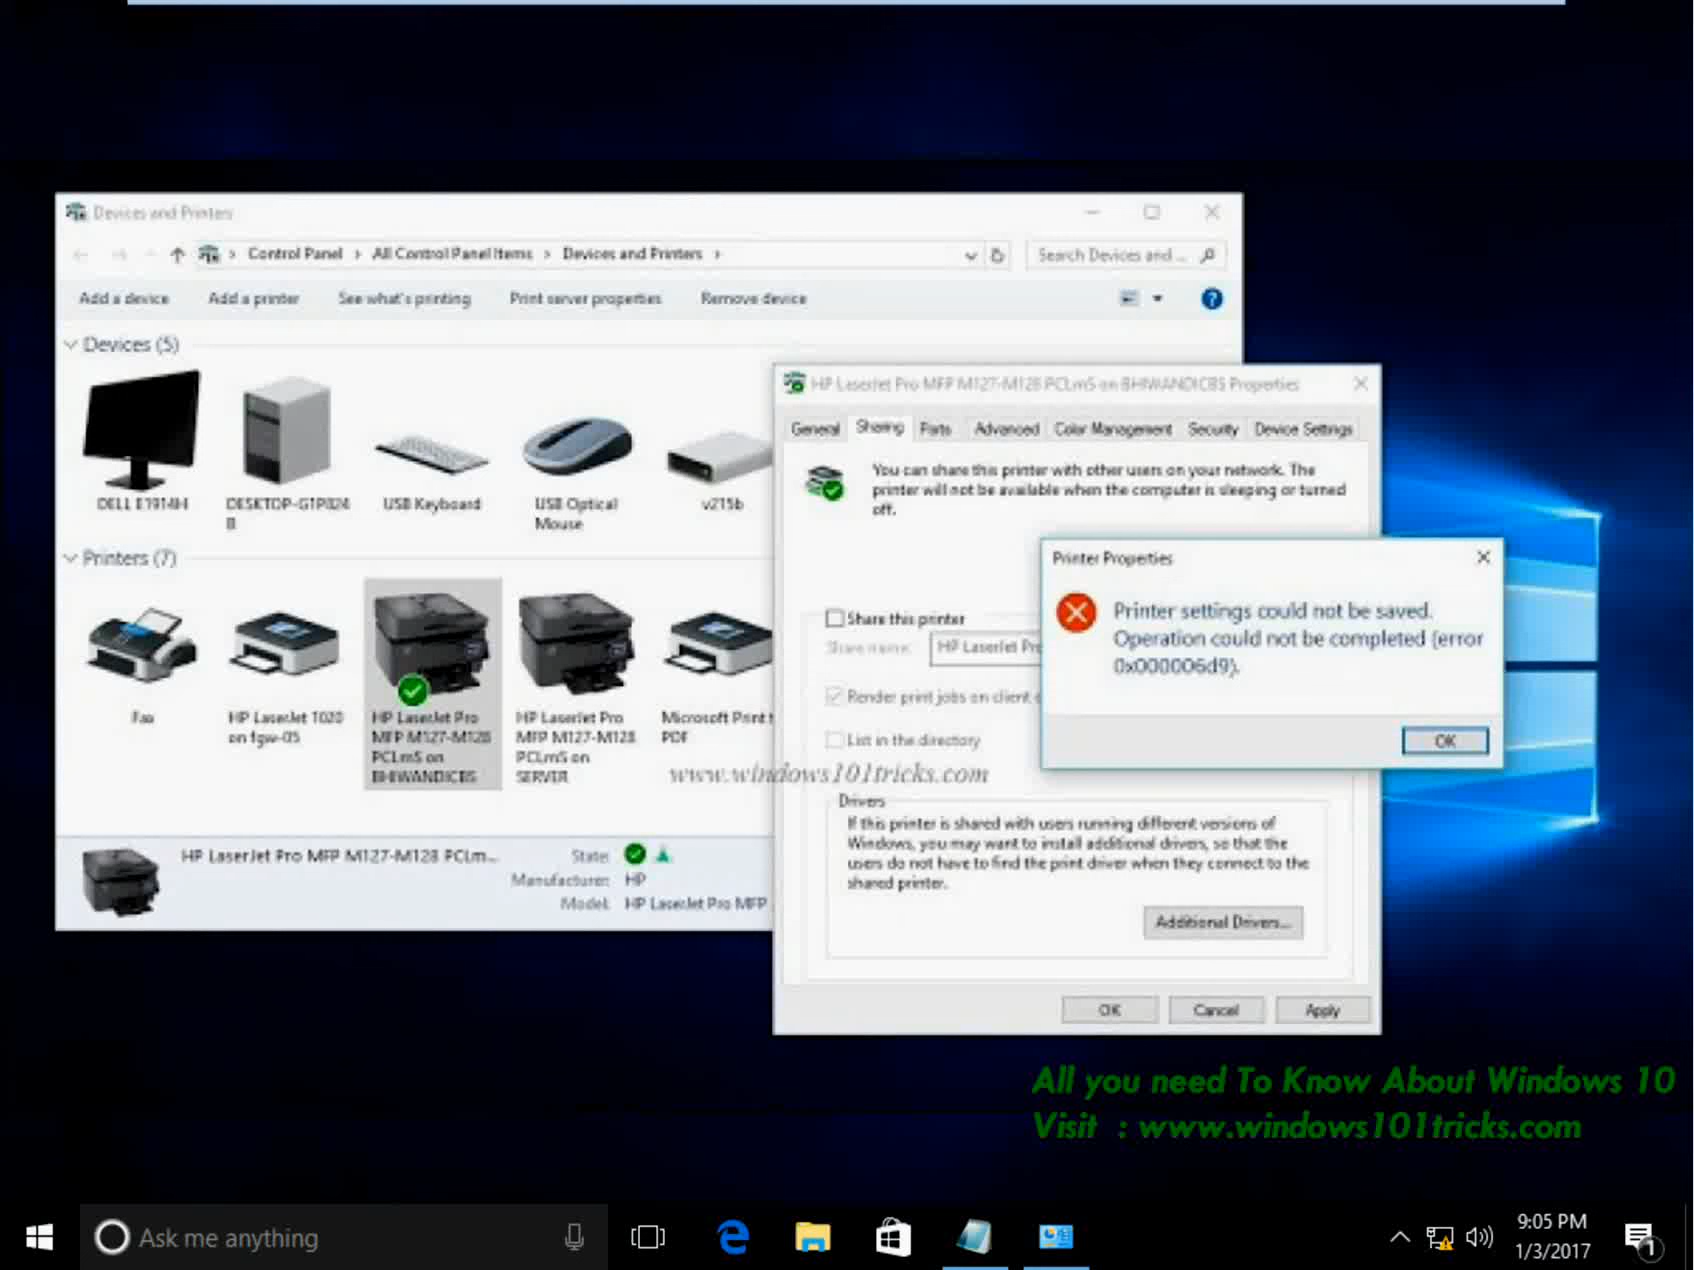 Devices and Printers
Control Panel > All Control Panel Items > Devices and Printers >
Search Devices and ...
Add a device
Add a printer
See what's printing
Print server properties
Remove device
Devices (5)
DELL E1914H
DESKTOP-G1P024
B
USB Keyboard
USB Optical
Mouse
v215b
Printers (7)
Fax
HP LaserJet 1020
on fgw-05
HP LaserJet Pro
MFP M127-M128
PCLmS on
BHIWANDICBS
HP LaserJet Pro
MFP M127-M128
PCLmS on
SERVER
Microsoft Print t
PDF
www.windows101tricks.com
HP LaserJet Pro MFP M127-M128 PCLm...
State:
Manufacturer: HP
Model: HP LaserJet Pro MFP
HP LaserJet Pro MFP M127-M128 PCLmS on BHIWANDICBS Properties
General Sharing Ports Advanced Color Management Security Device Settings
You can share this printer with other users on your network. The
printer will not be available when the computer is sleeping or turned
off.
Share this printer
Share name: HP LaserJet Pro
Render print jobs on client c
List in the directory
Drivers
If this printer is shared with users running different versions of
Windows, you may want to install additional drivers, so that the
users do not have to find the print driver when they connect to the
shared printer.
Additional Drivers...
OK Cancel Apply
Printer Properties
Printer settings could not be saved.
Operation could not be completed (error
0x000006d9).
OK
All you need To Know About Windows 10
Visit : www.windows101tricks.com
Ask me anything
9:05 PM
1/3/2017
1